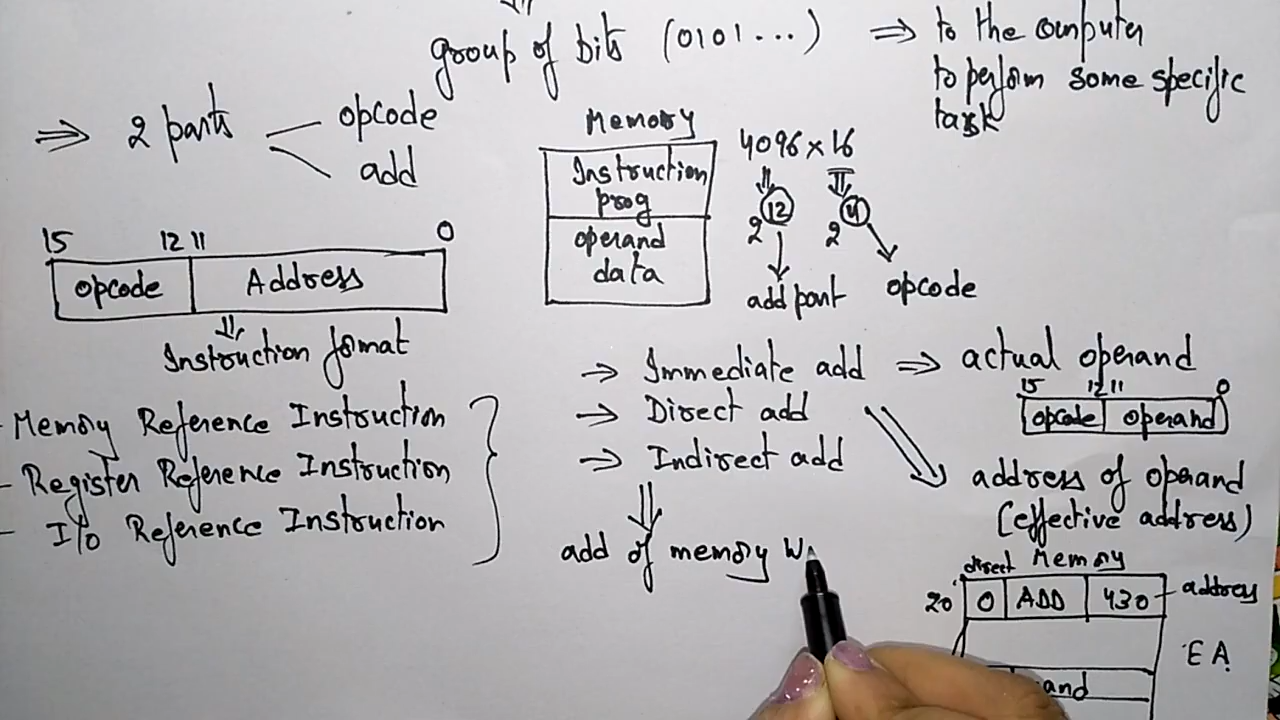 group of bits (0101...) ⇒ to the computer
to perform some specific
task
⇒ 2 parts
opcode
add
Memory
Instruction
prog
operand
data
4096 × 16
2 12
2 4
add part
opcode
15 12 11 0
opcode Address
Instruction format
- Memory Reference Instruction
- Register Reference Instruction
- I/o Reference Instruction
→ Immediate add ⇒ actual operand
→ Direct add
→ Indirect add
15 12 11 0
opcode operand
address of operand
(effective address)
add of memory W
direct Memory
20 0 ADD 430 address
EA